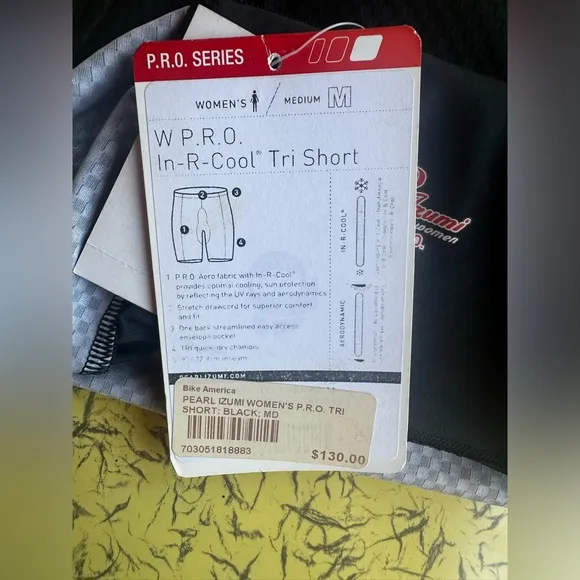 P.R.O. SERIES
WOMEN'S / MEDIUM M
W P.R.O.
In-R-Cool® Tri Short
2 3
1
4
IN-R-COOL®
AERODYNAMIC
1 P.R.O. Aero fabric with In-R-Cool®
provides optimal cooling, sun protection
by reflecting the UV rays and aerodynamics
2 Stretch drawcord for superior comfort
and fit
3 One back streamlined easy access
envelope pocket
4 TRI quick dry chamois
inseam
PEARLIZUMI.COM
Bike America
PEARL IZUMI WOMEN'S P.R.O. TRI
SHORT: BLACK; MD
703051818883
$130.00
Izumi
women